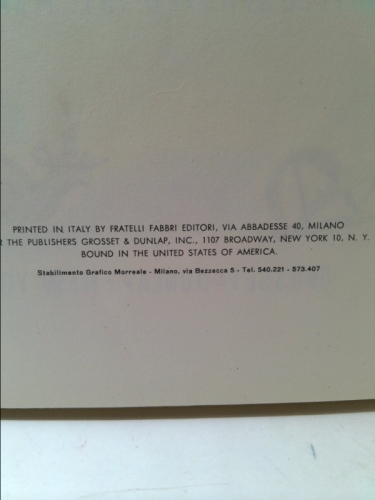 PRINTED IN ITALY BY FRATELLI FABBRI EDITORI, VIA ABBADESSE 40, MILANO
THE PUBLISHERS GROSSET & DUNLAP, INC., 1107 BROADWAY, NEW YORK 10, N. Y.
BOUND IN THE UNITED STATES OF AMERICA.
Stabilimento Grafico Morreale - Milano, via Bezzecca 5 - Tel. 540.221 - 573.407